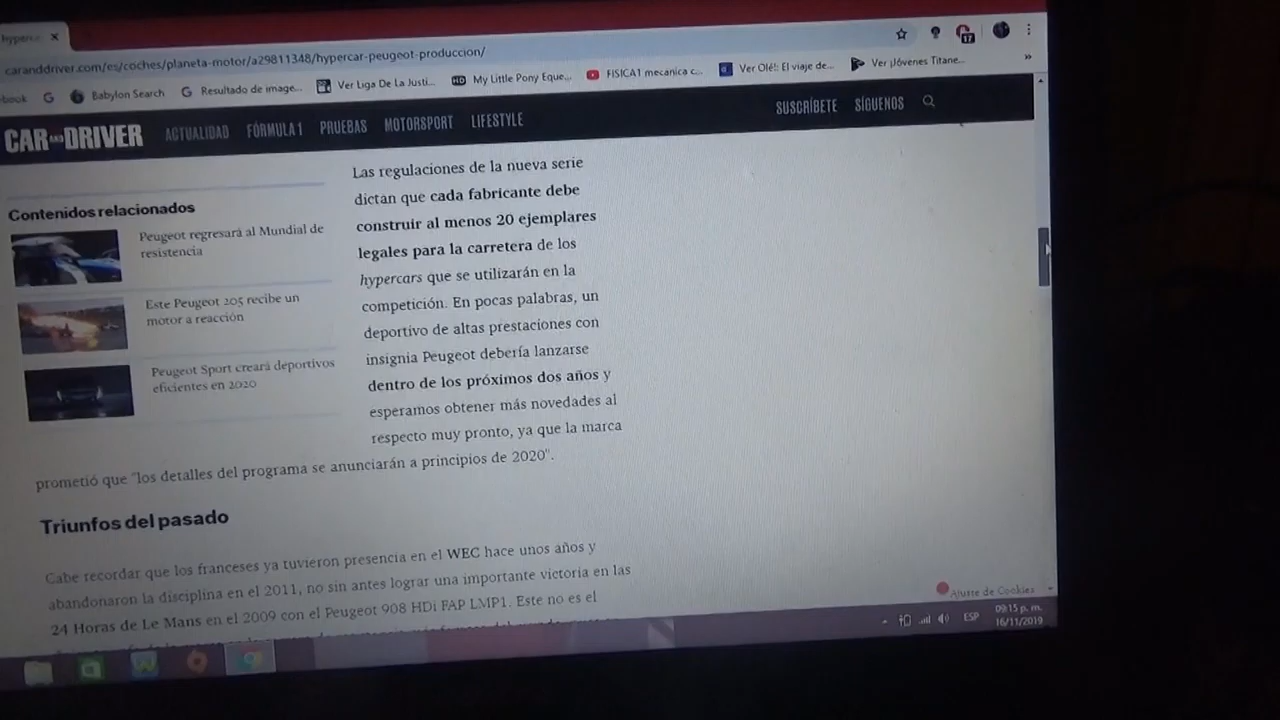 hyperc
caranddriver.com/es/coches/planeta-motor/a29811348/hypercar-peugeot-produccion/
17
ebook
Babylon Search
Resultado de image...
Ver Liga De La Justi...
My Little Pony Eque...
FISICA1 mecanica c...
Ver Olé!: El viaje de...
Ver ¡Jóvenes Titane...
»
CAR AND DRIVER
ACTUALIDAD
FÓRMULA 1
PRUEBAS
MOTORSPORT
LIFESTYLE
SUSCRÍBETE
SÍGUENOS
Contenidos relacionados
Peugeot regresará al Mundial de
resistencia
Este Peugeot 205 recibe un
motor a reacción
Peugeot Sport creará deportivos
eficientes en 2020
Las regulaciones de la nueva serie
dictan que cada fabricante debe
construir al menos 20 ejemplares
legales para la carretera de los
hypercars que se utilizarán en la
competición. En pocas palabras, un
deportivo de altas prestaciones con
insignia Peugeot debería lanzarse
dentro de los próximos dos años y
esperamos obtener más novedades al
respecto muy pronto, ya que la marca
prometió que "los detalles del programa se anunciarán a principios de 2020".
Triunfos del pasado
Cabe recordar que los franceses ya tuvieron presencia en el WEC hace unos años y
abandonaron la disciplina en el 2011, no sin antes lograr una importante victoria en las
24 Horas de Le Mans en el 2009 con el Peugeot 908 HDi FAP LMP1. Este no es el
Ajuste de Cookies
ESP
09:15 p. m.
16/11/2019